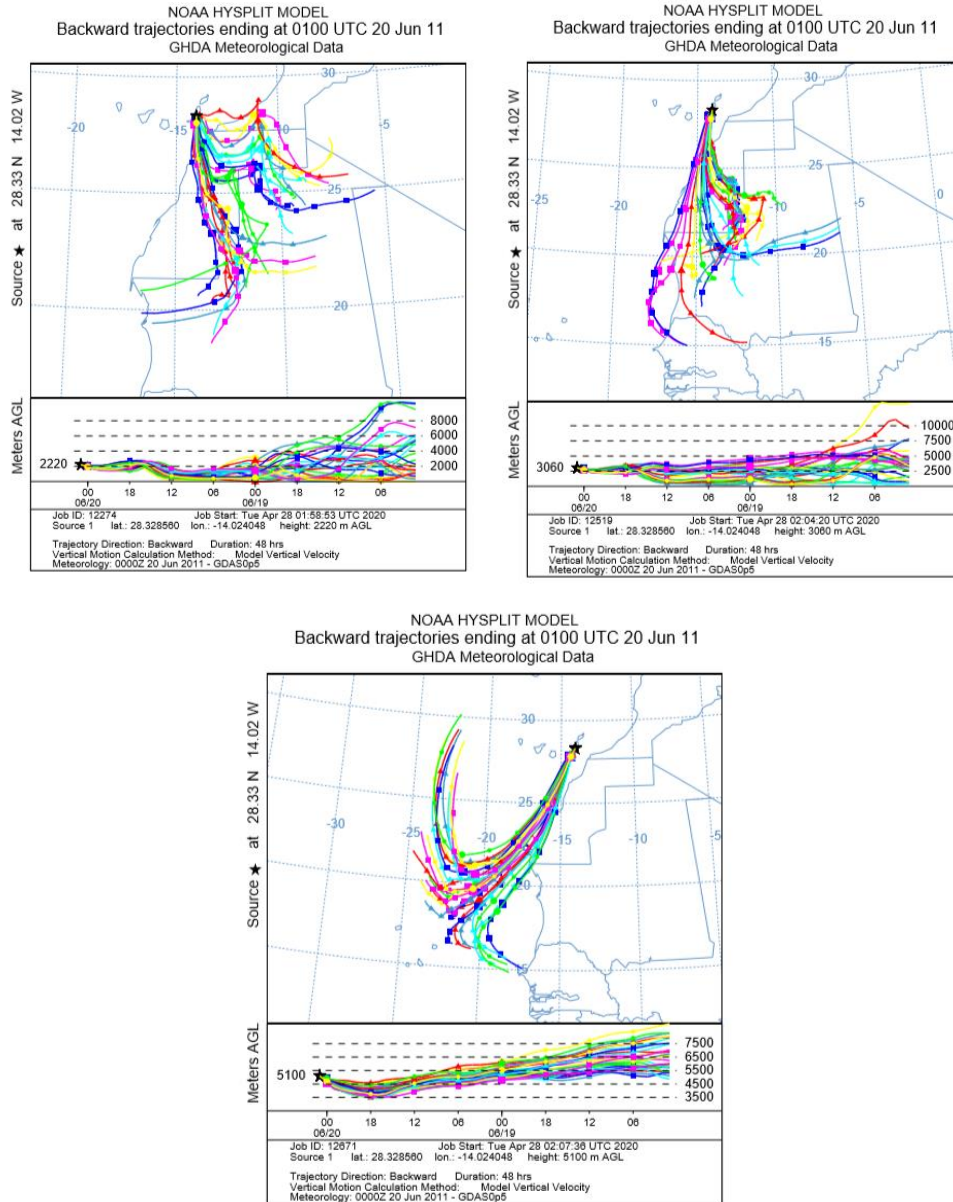 NOAA HYSPLIT MODEL
Backward trajectories ending at 0100 UTC 20 Jun 11
GHDA Meteorological Data
Source ★ at 28.33 N 14.02 W
30
-20
-15
-10
-5
25
20
Meters AGL
2220
8000
6000
4000
2000
00 18 12 06 00 18 12 06
06/20 06/19
Job ID: 12274 Job Start: Tue Apr 28 01:58:53 UTC 2020
Source 1 lat.: 28.328560 lon.: -14.024048 height: 2220 m AGL
Trajectory Direction: Backward Duration: 48 hrs
Vertical Motion Calculation Method: Model Vertical Velocity
Meteorology: 0000Z 20 Jun 2011 - GDAS0p5
NOAA HYSPLIT MODEL
Backward trajectories ending at 0100 UTC 20 Jun 11
GHDA Meteorological Data
Source ★ at 28.33 N 14.02 W
30
25
0
-25
-20
-15
-10
-5
20
15
Meters AGL
3060
10000
7500
5000
2500
00 18 12 06 00 18 12 06
06/20 06/19
Job ID: 12519 Job Start: Tue Apr 28 02:04:20 UTC 2020
Source 1 lat.: 28.328560 lon.: -14.024048 height: 3060 m AGL
Trajectory Direction: Backward Duration: 48 hrs
Vertical Motion Calculation Method: Model Vertical Velocity
Meteorology: 0000Z 20 Jun 2011 - GDAS0p5
NOAA HYSPLIT MODEL
Backward trajectories ending at 0100 UTC 20 Jun 11
GHDA Meteorological Data
Source ★ at 28.33 N 14.02 W
30
25
-30
-25
-20
-15
-10
-5
20
Meters AGL
5100
7500
6500
5500
4500
3500
00 18 12 06 00 18 12 06
06/20 06/19
Job ID: 12671 Job Start: Tue Apr 28 02:07:36 UTC 2020
Source 1 lat.: 28.328560 lon.: -14.024048 height: 5100 m AGL
Trajectory Direction: Backward Duration: 48 hrs
Vertical Motion Calculation Method: Model Vertical Velocity
Meteorology: 0000Z 20 Jun 2011 - GDAS0p5